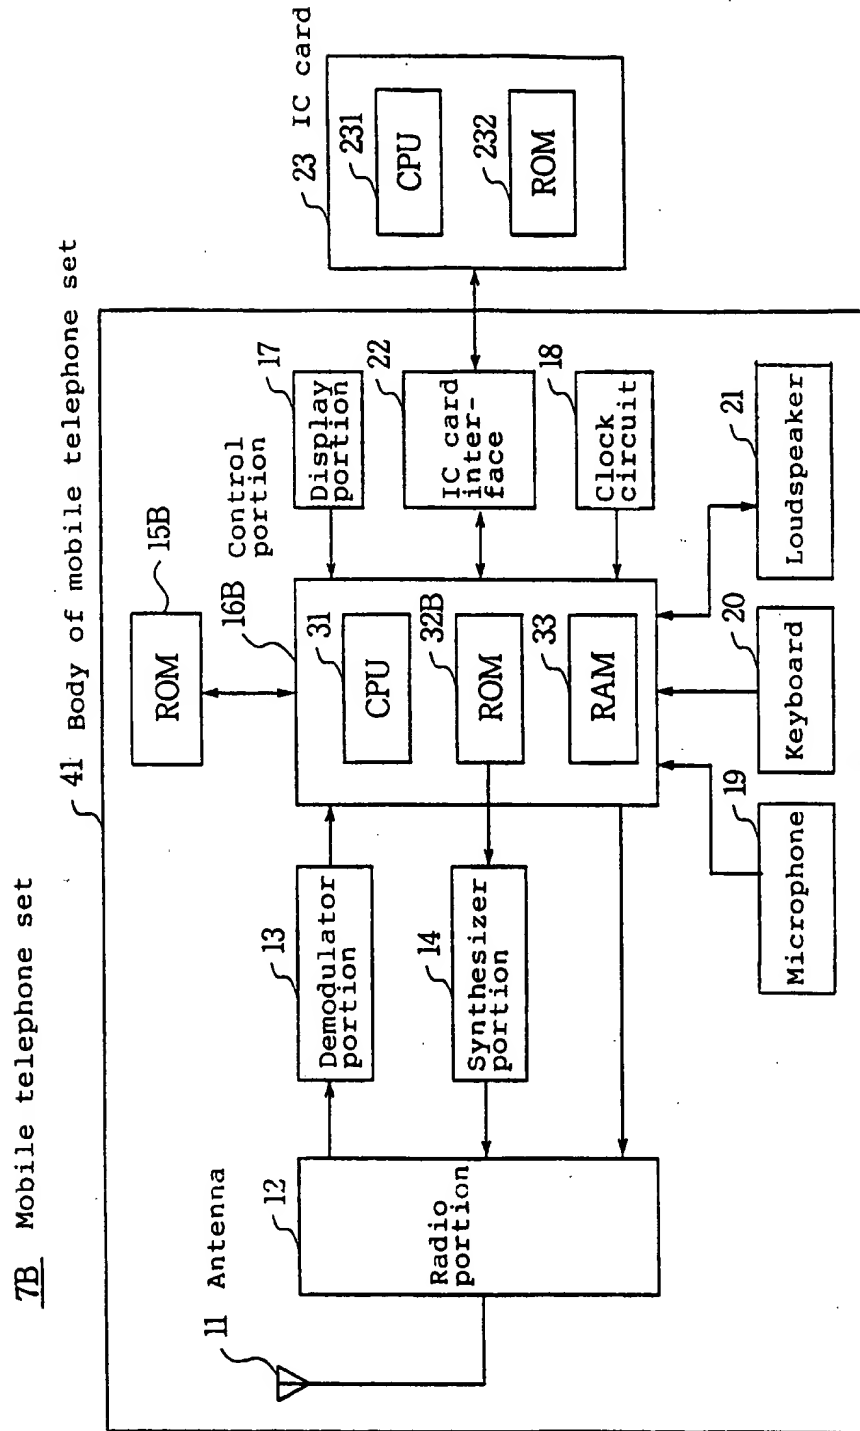 7B Mobile telephone set
41 Body of mobile telephone set
11 Antenna
12
Radio
portion
13
Demodulator
portion
14
Synthesizer
portion
15B
ROM
16B Control
portion
31
CPU
32B
ROM
33
RAM
17
Display
portion
22
IC card
inter-
face
18
Clock
circuit
19
Microphone
20
Keyboard
21
Loudspeaker
23 IC card
231
CPU
232
ROM